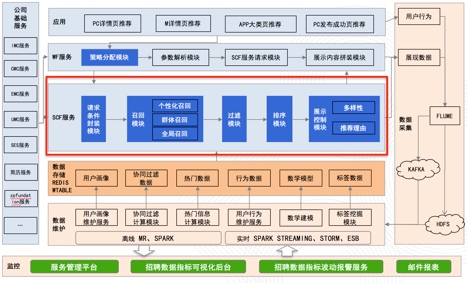 公司
基础
服务
IMC服务
CMC服务
EMC服务
UMC服务
SES服务
简历服务
zpfundat
ion服务
...
应用
PC详情页推荐
M详情页推荐
APP大类页推荐
PC发布成功页推荐
WF服务
策略分配模块
参数解析模块
SCF服务请求模块
展示内容拼装模块
SCF服务
请求
条件
封装
模块
召回
模块
个性化召回
群体召回
全局召回
过滤
模块
排序
模块
展示
控制
模块
多样性
推荐理由
数据
存储
REDIS
WTABLE
用户画像
协同过滤
数据
热门数据
行为数据
数学模型
标签数据
数据
维护
用户画像
维护服务
协同过滤
计算模块
热门信息
计算模块
用户行为
维护服务
数学建模
标签挖掘
模块
离线 MR、SPARK
实时 SPARK STREAMING、STORM、ESB
用户行为
展现数据
数据
采集
FLUME
KAFKA
HDFS
监控
服务管理平台
招聘数据指标可视化后台
招聘数据指标波动报警服务
邮件报表